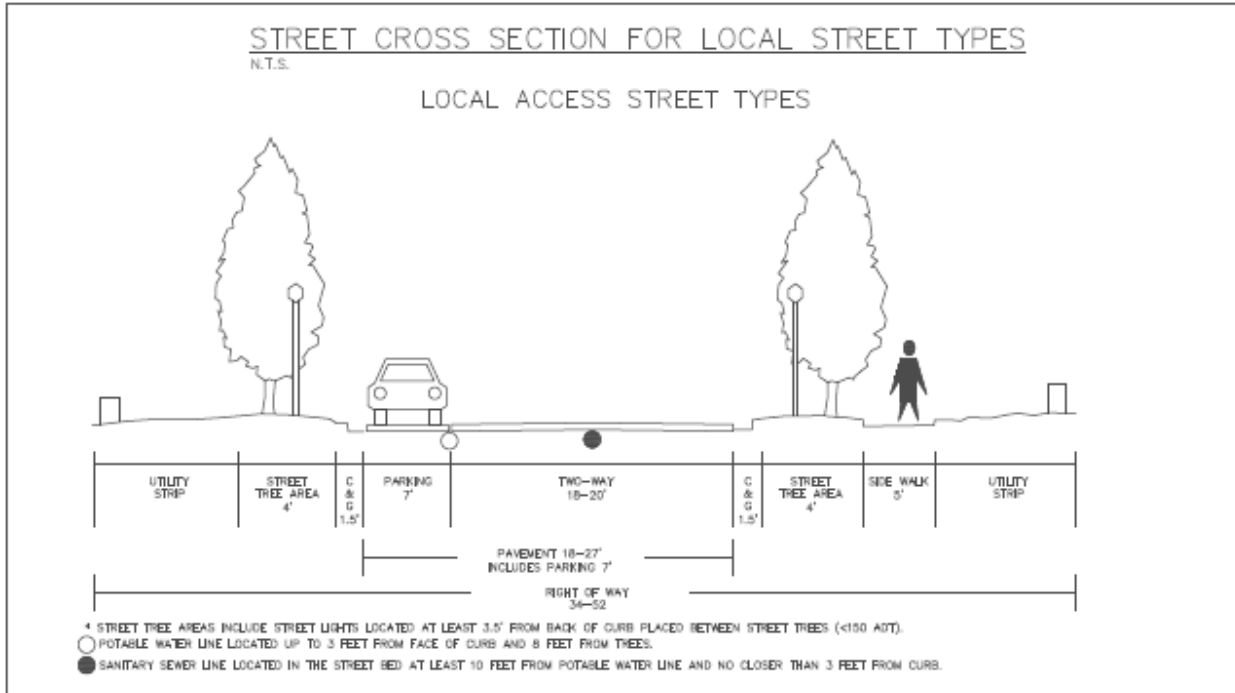 STREET CROSS SECTION FOR LOCAL STREET TYPES
N.T.S.
LOCAL ACCESS STREET TYPES
UTILITY
STRIP
STREET
TREE AREA
4'
C
&
G
1.5'
PARKING
7'
TWO-WAY
18-20'
C
&
G
1.5'
STREET
TREE AREA
4'
SIDE WALK
5'
UTILITY
STRIP
PAVEMENT 18-27'
INCLUDES PARKING 7'
RIGHT OF WAY
34-52
* STREET TREE AREAS INCLUDE STREET LIGHTS LOCATED AT LEAST 3.5' FROM BACK OF CURB PLACED BETWEEN STREET TREES (<150 ADT).
POTABLE WATER LINE LOCATED UP TO 3 FEET FROM FACE OF CURB AND 8 FEET FROM TREES.
SANITARY SEWER LINE LOCATED IN THE STREET BED AT LEAST 10 FEET FROM POTABLE WATER LINE AND NO CLOSER THAN 3 FEET FROM CURB.